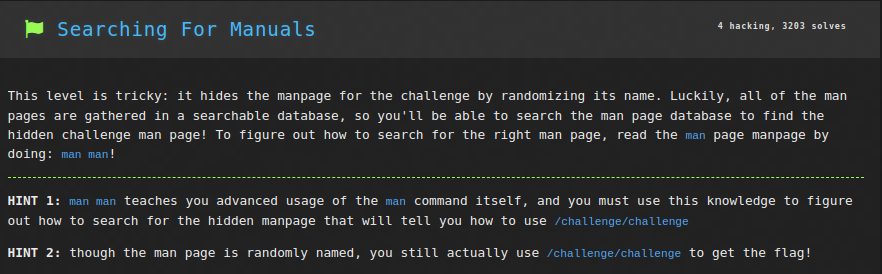 Searching For Manuals
4 hacking, 3203 solves
This level is tricky: it hides the manpage for the challenge by randomizing its name. Luckily, all of the man
pages are gathered in a searchable database, so you'll be able to search the man page database to find the
hidden challenge man page! To figure out how to search for the right man page, read the man page manpage by
doing: man man!
HINT 1: man man teaches you advanced usage of the man command itself, and you must use this knowledge to figure
out how to search for the hidden manpage that will tell you how to use /challenge/challenge
HINT 2: though the man page is randomly named, you still actually use /challenge/challenge to get the flag!